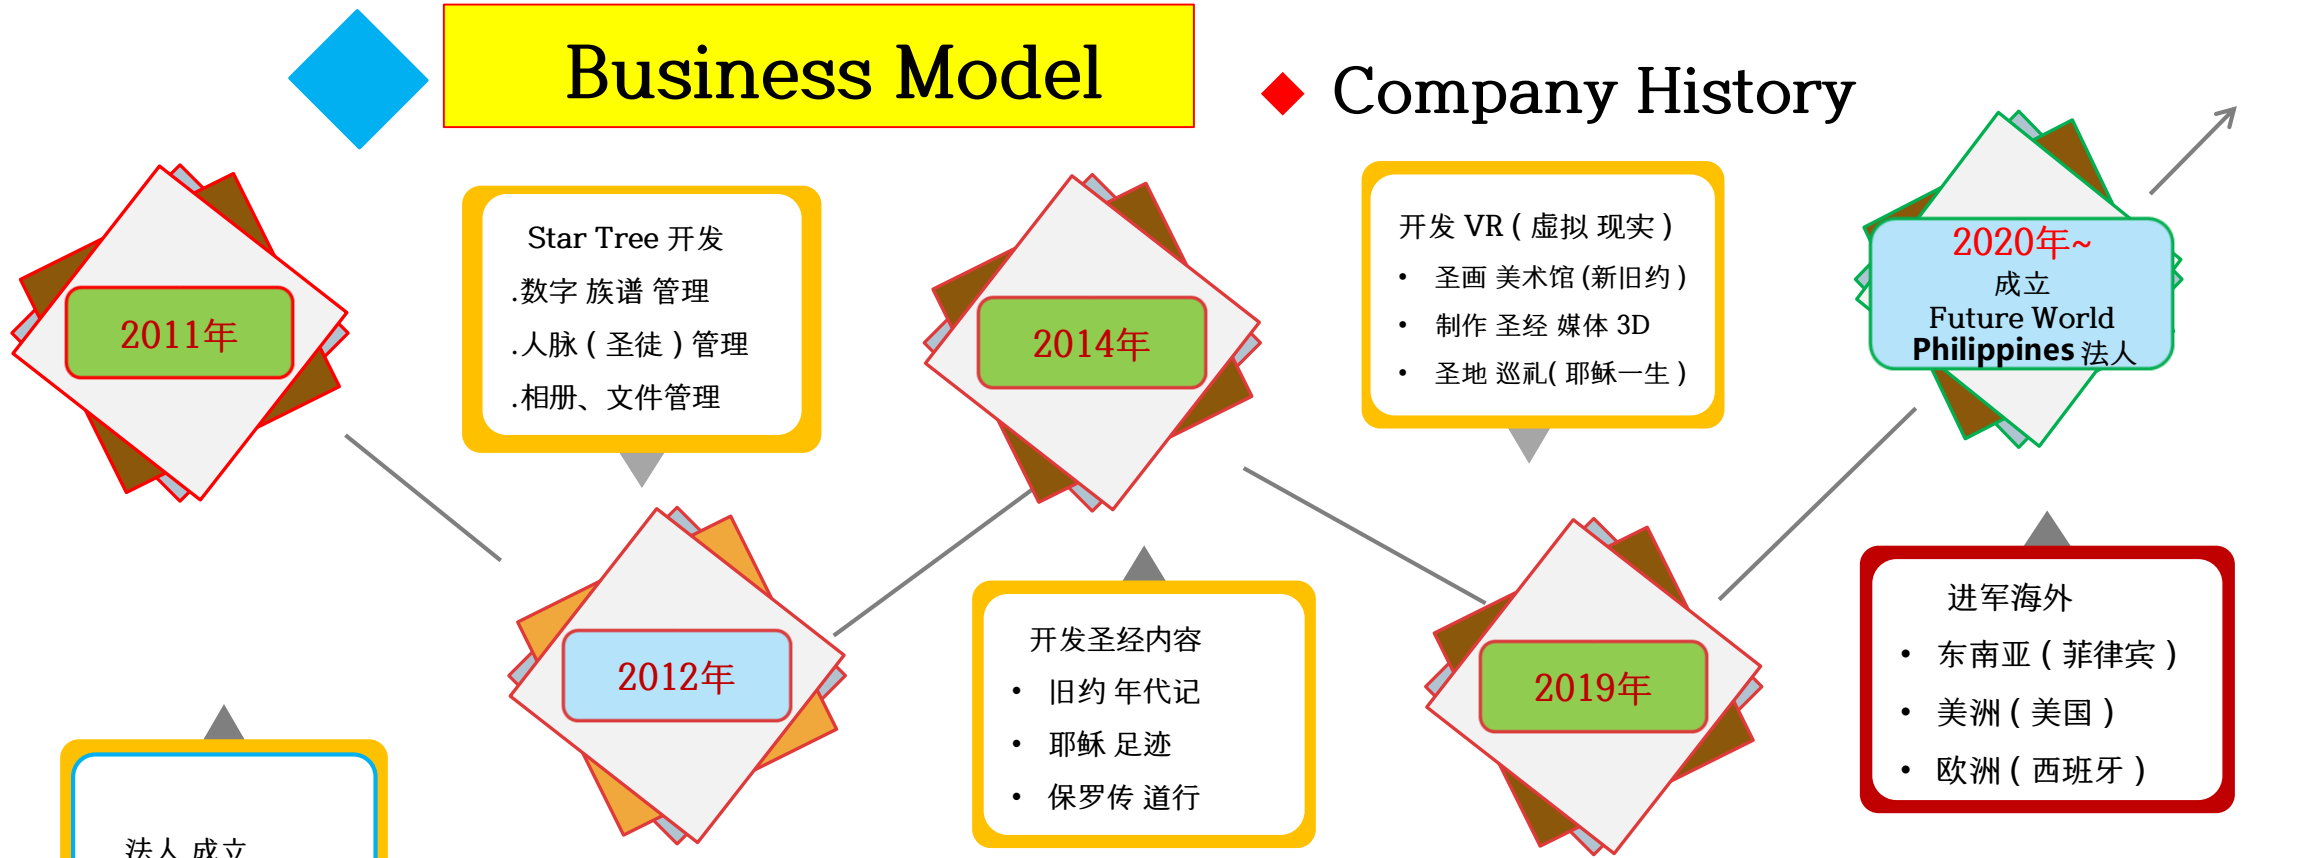 Business Model
Company History
2011年
Star Tree 开发
.数字 族谱 管理
.人脉 ( 圣徒 ) 管理
.相册、文件管理
2014年
开发 VR ( 虚拟 现实 )
• 圣画 美术馆 (新旧约 )
• 制作 圣经 媒体 3D
• 圣地 巡礼( 耶稣一生 )
2020年~
成立
Future World
Philippines 法人
2012年
开发圣经内容
• 旧约 年代记
• 耶稣 足迹
• 保罗传 道行
2019年
进军海外
• 东南亚 ( 菲律宾 )
• 美洲 ( 美国 )
• 欧洲 ( 西班牙 )
法人 成立